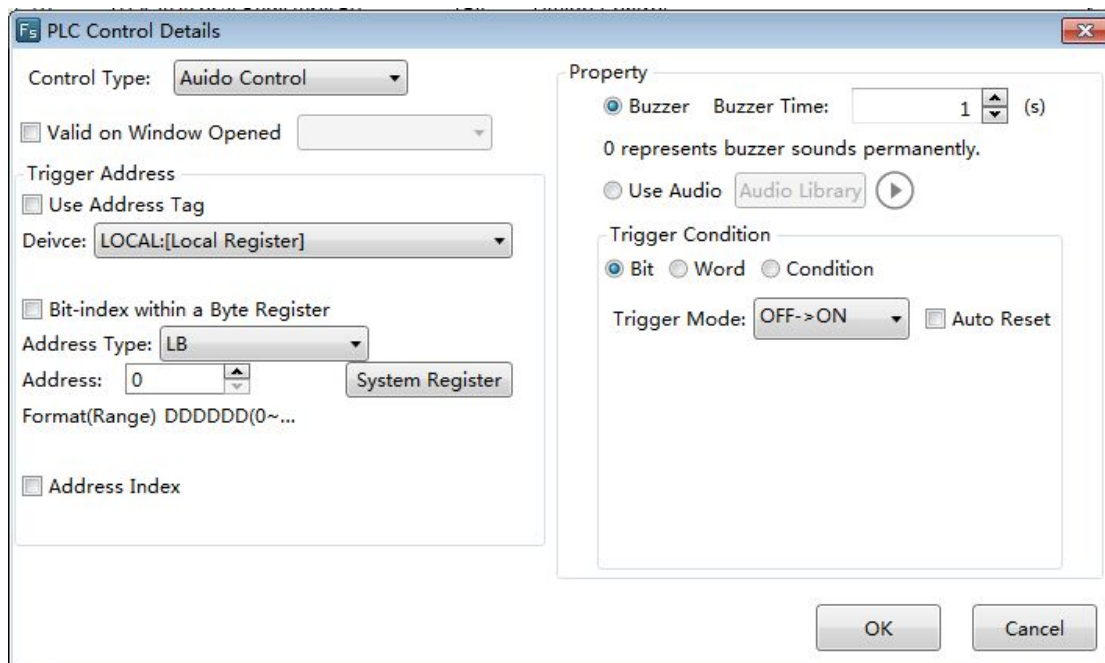 Fs PLC Control Details
Control Type: Auido Control
Valid on Window Opened
Trigger Address
Use Address Tag
Deivce: LOCAL:[Local Register]
Bit-index within a Byte Register
Address Type: LB
Address: 0 System Register
Format(Range) DDDDDD(0~...
Address Index
Property
Buzzer Buzzer Time: 1 (s)
0 represents buzzer sounds permanently.
Use Audio Audio Library
Trigger Condition
Bit Word Condition
Trigger Mode: OFF->ON Auto Reset
OK Cancel